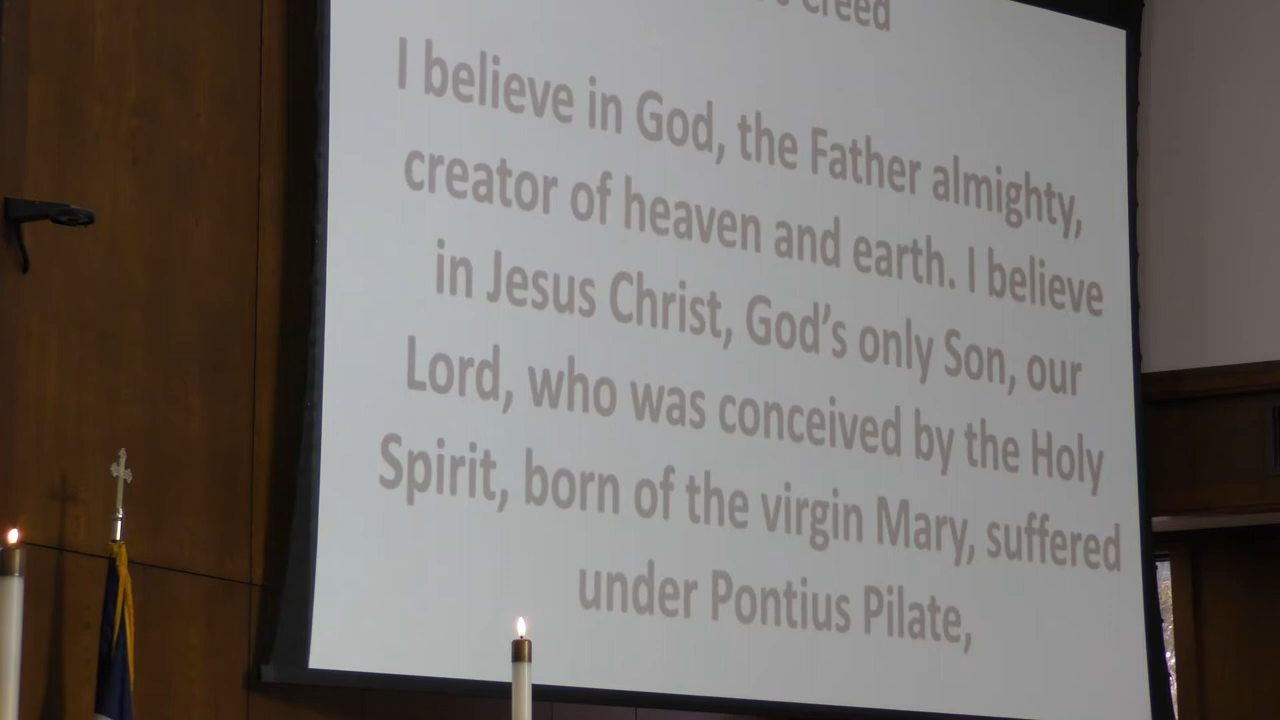 Creed
I believe in God, the Father almighty,
creator of heaven and earth. I believe
in Jesus Christ, God's only Son, our
Lord, who was conceived by the Holy
Spirit, born of the virgin Mary, suffered
under Pontius Pilate,